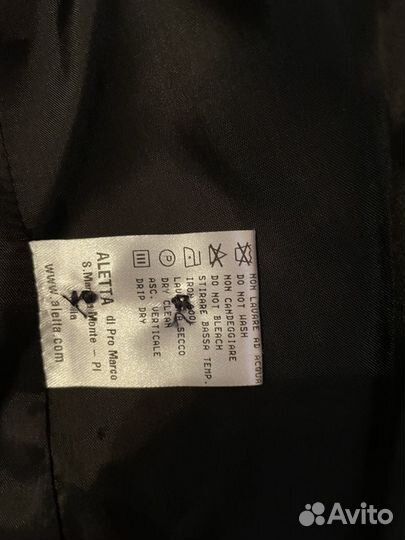 NON LAVARE AD ACQUA
DO NOT WASH
NON CANDEGGIARE
DO NOT BLEACH
STIRARE BASSA TEMP.
IRON COOL
SECCO
P DRY CLEAN
ASC. VERTICALE
DRIP DRY
ALETTA di Pro Marco
Monte – PI
www.aletta.com
Avito